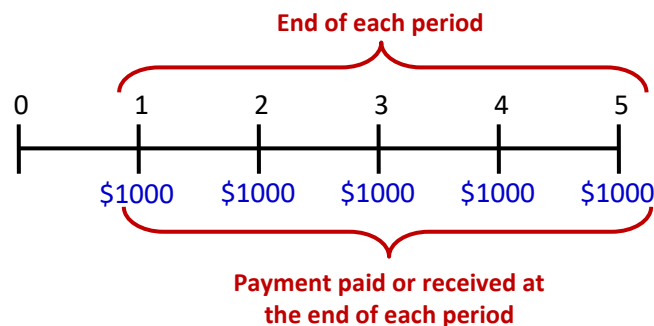 End of each period
0 1 2 3 4 5
$1000 $1000 $1000 $1000 $1000
Payment paid or received at
the end of each period